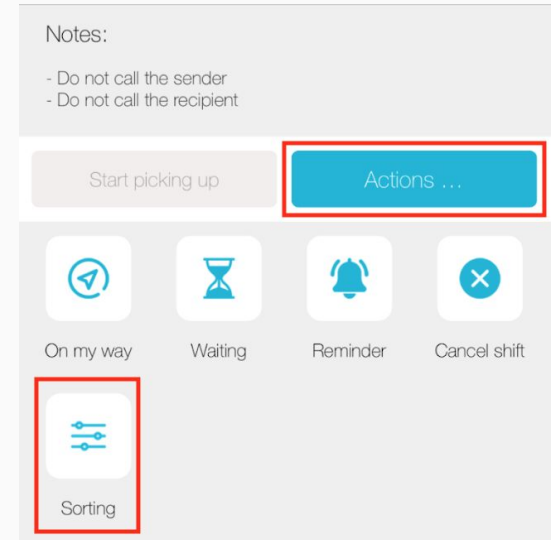 Notes:
- Do not call the sender
- Do not call the recipient
Start picking up
Actions ...
On my way
Waiting
Reminder
Cancel shift
Sorting